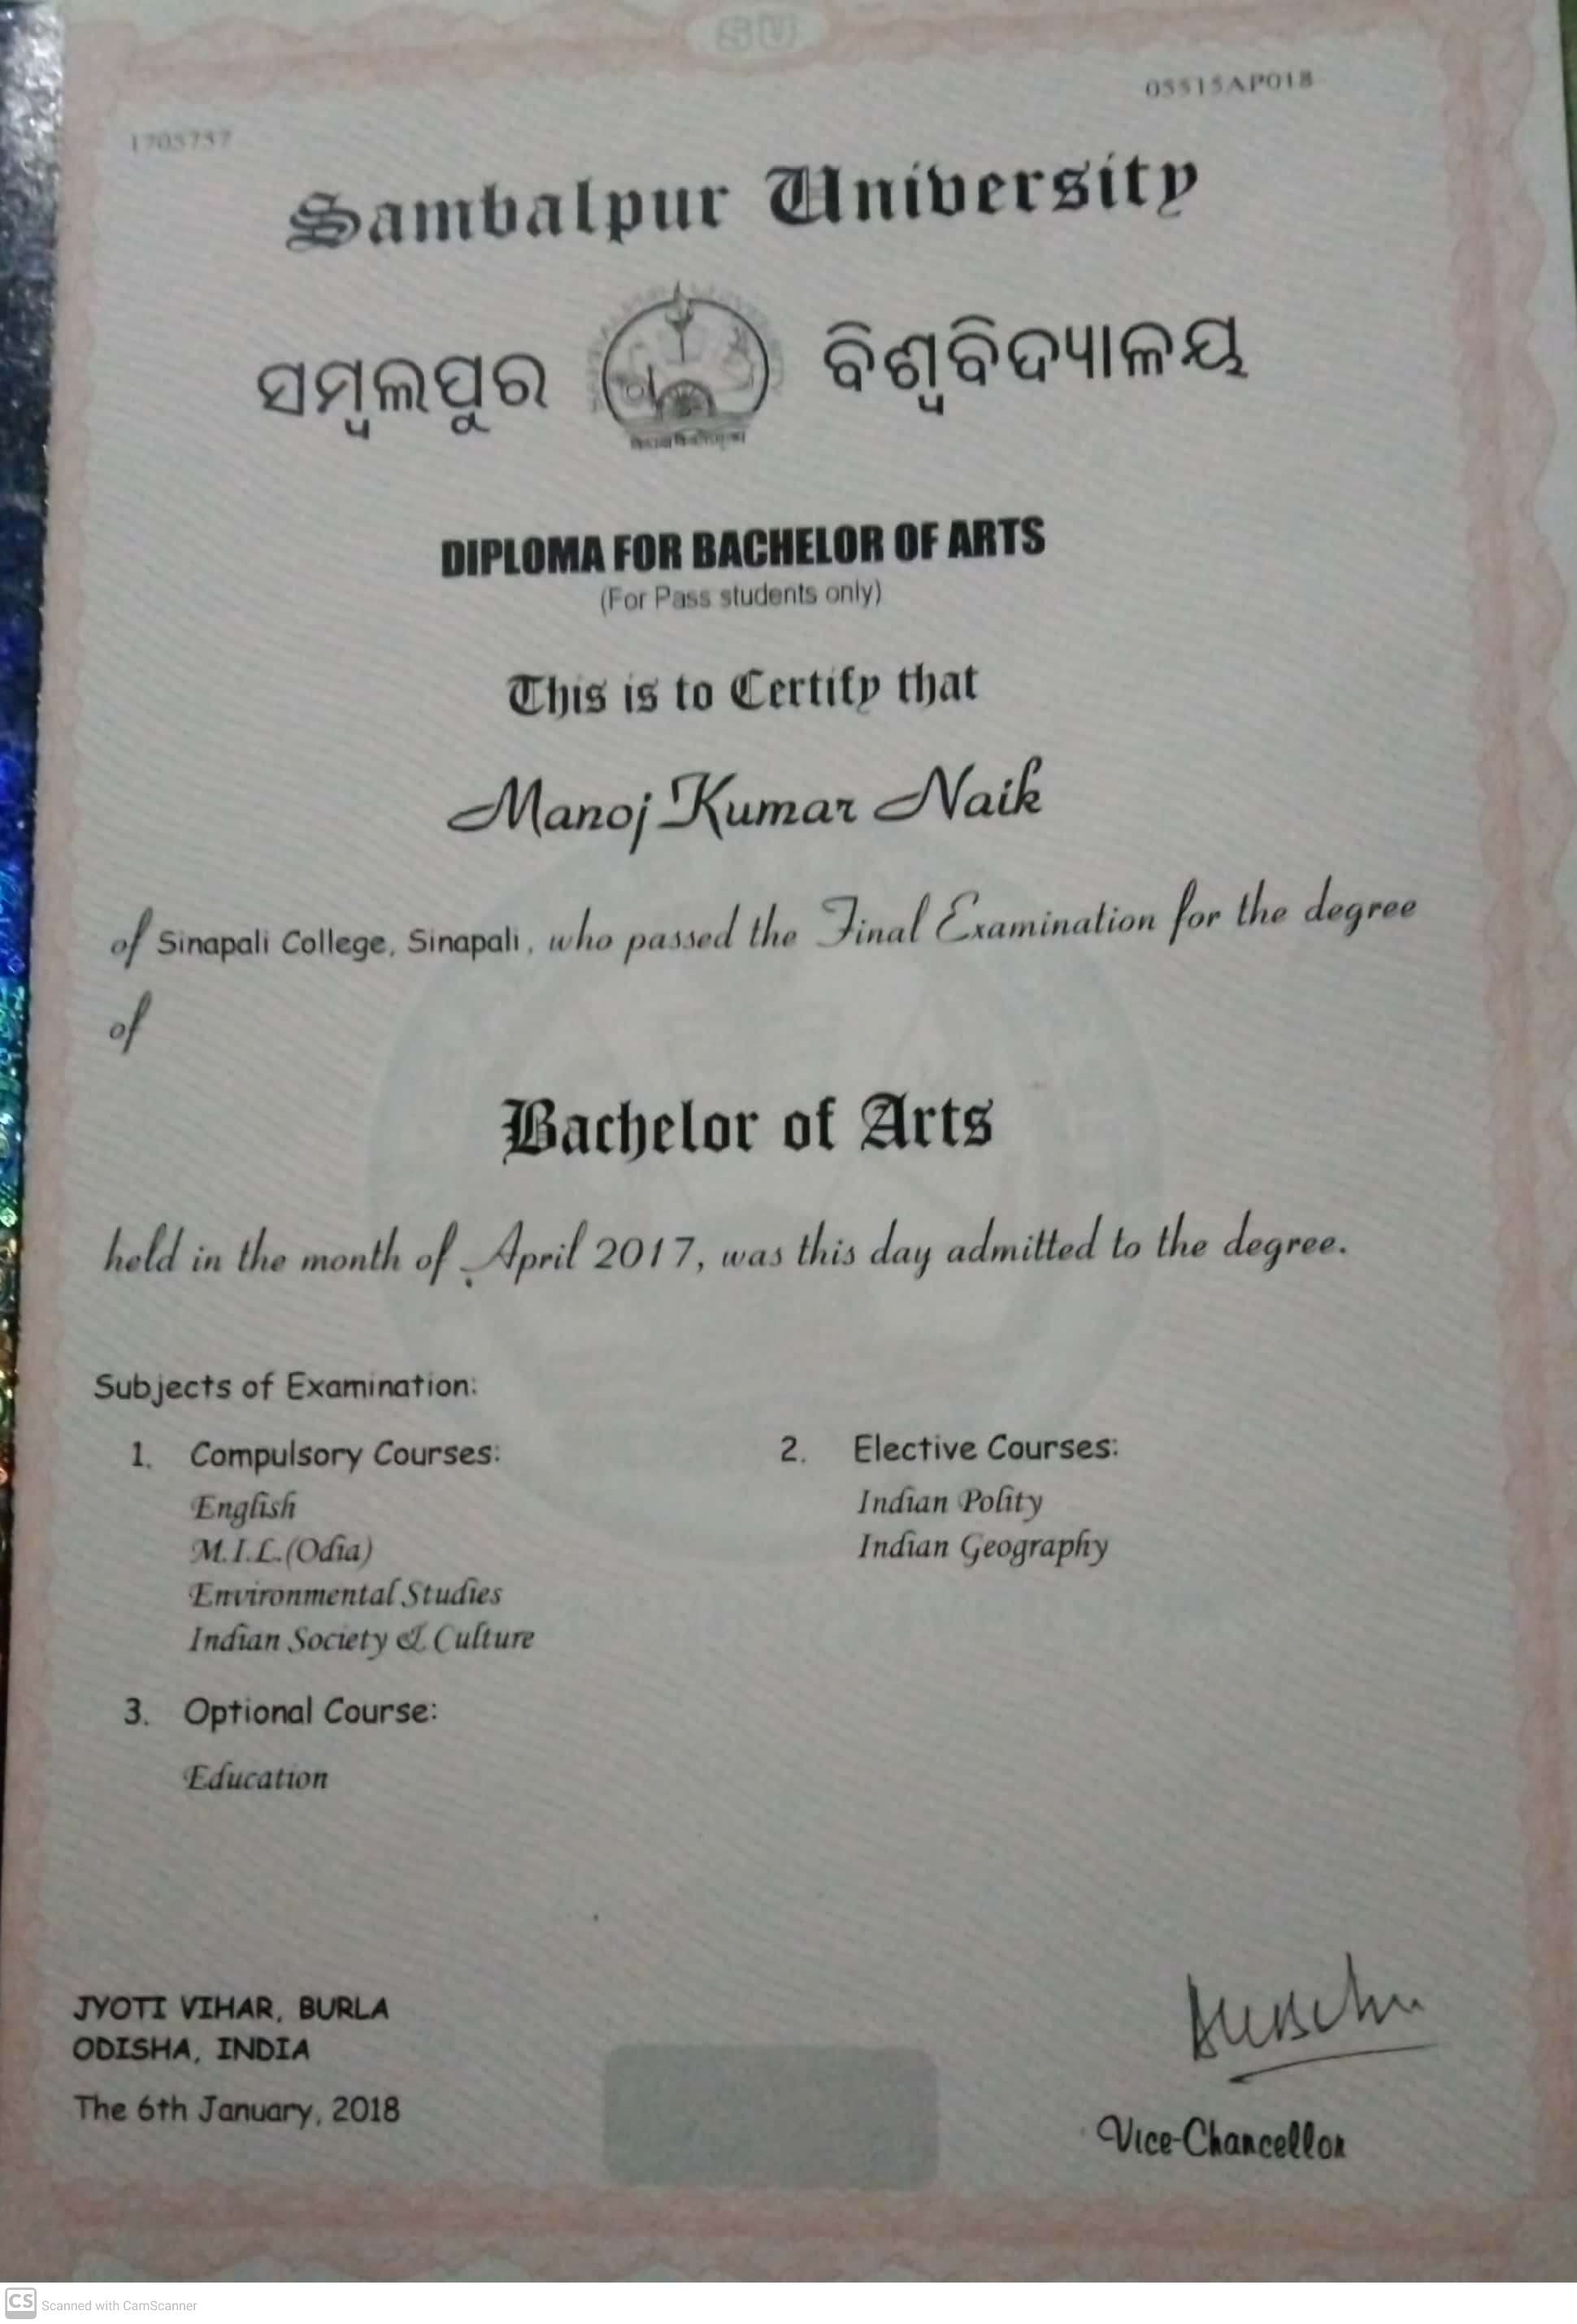 SU
05515AP018
1705757
Sambalpur University
ସମ୍ବଲପୁର ବିଶ୍ୱବିଦ୍ୟାଳୟ
DIPLOMA FOR BACHELOR OF ARTS
(For Pass students only)
This is to Certify that
Manoj Kumar Naik
of Sinapali College, Sinapali, who passed the Final Examination for the degree
of
Bachelor of Arts
held in the month of April 2017, was this day admitted to the degree.
Subjects of Examination:
1. Compulsory Courses:
English
M.I.L.(Odia)
Environmental Studies
Indian Society & Culture
2. Elective Courses:
Indian Polity
Indian Geography
3. Optional Course:
Education
JYOTI VIHAR, BURLA
ODISHA, INDIA
The 6th January, 2018
Vice-Chancellor
CS Scanned with CamScanner